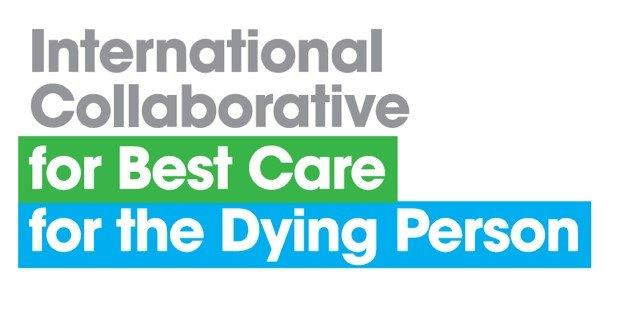 International
Collaborative
for Best Care
for the Dying Person